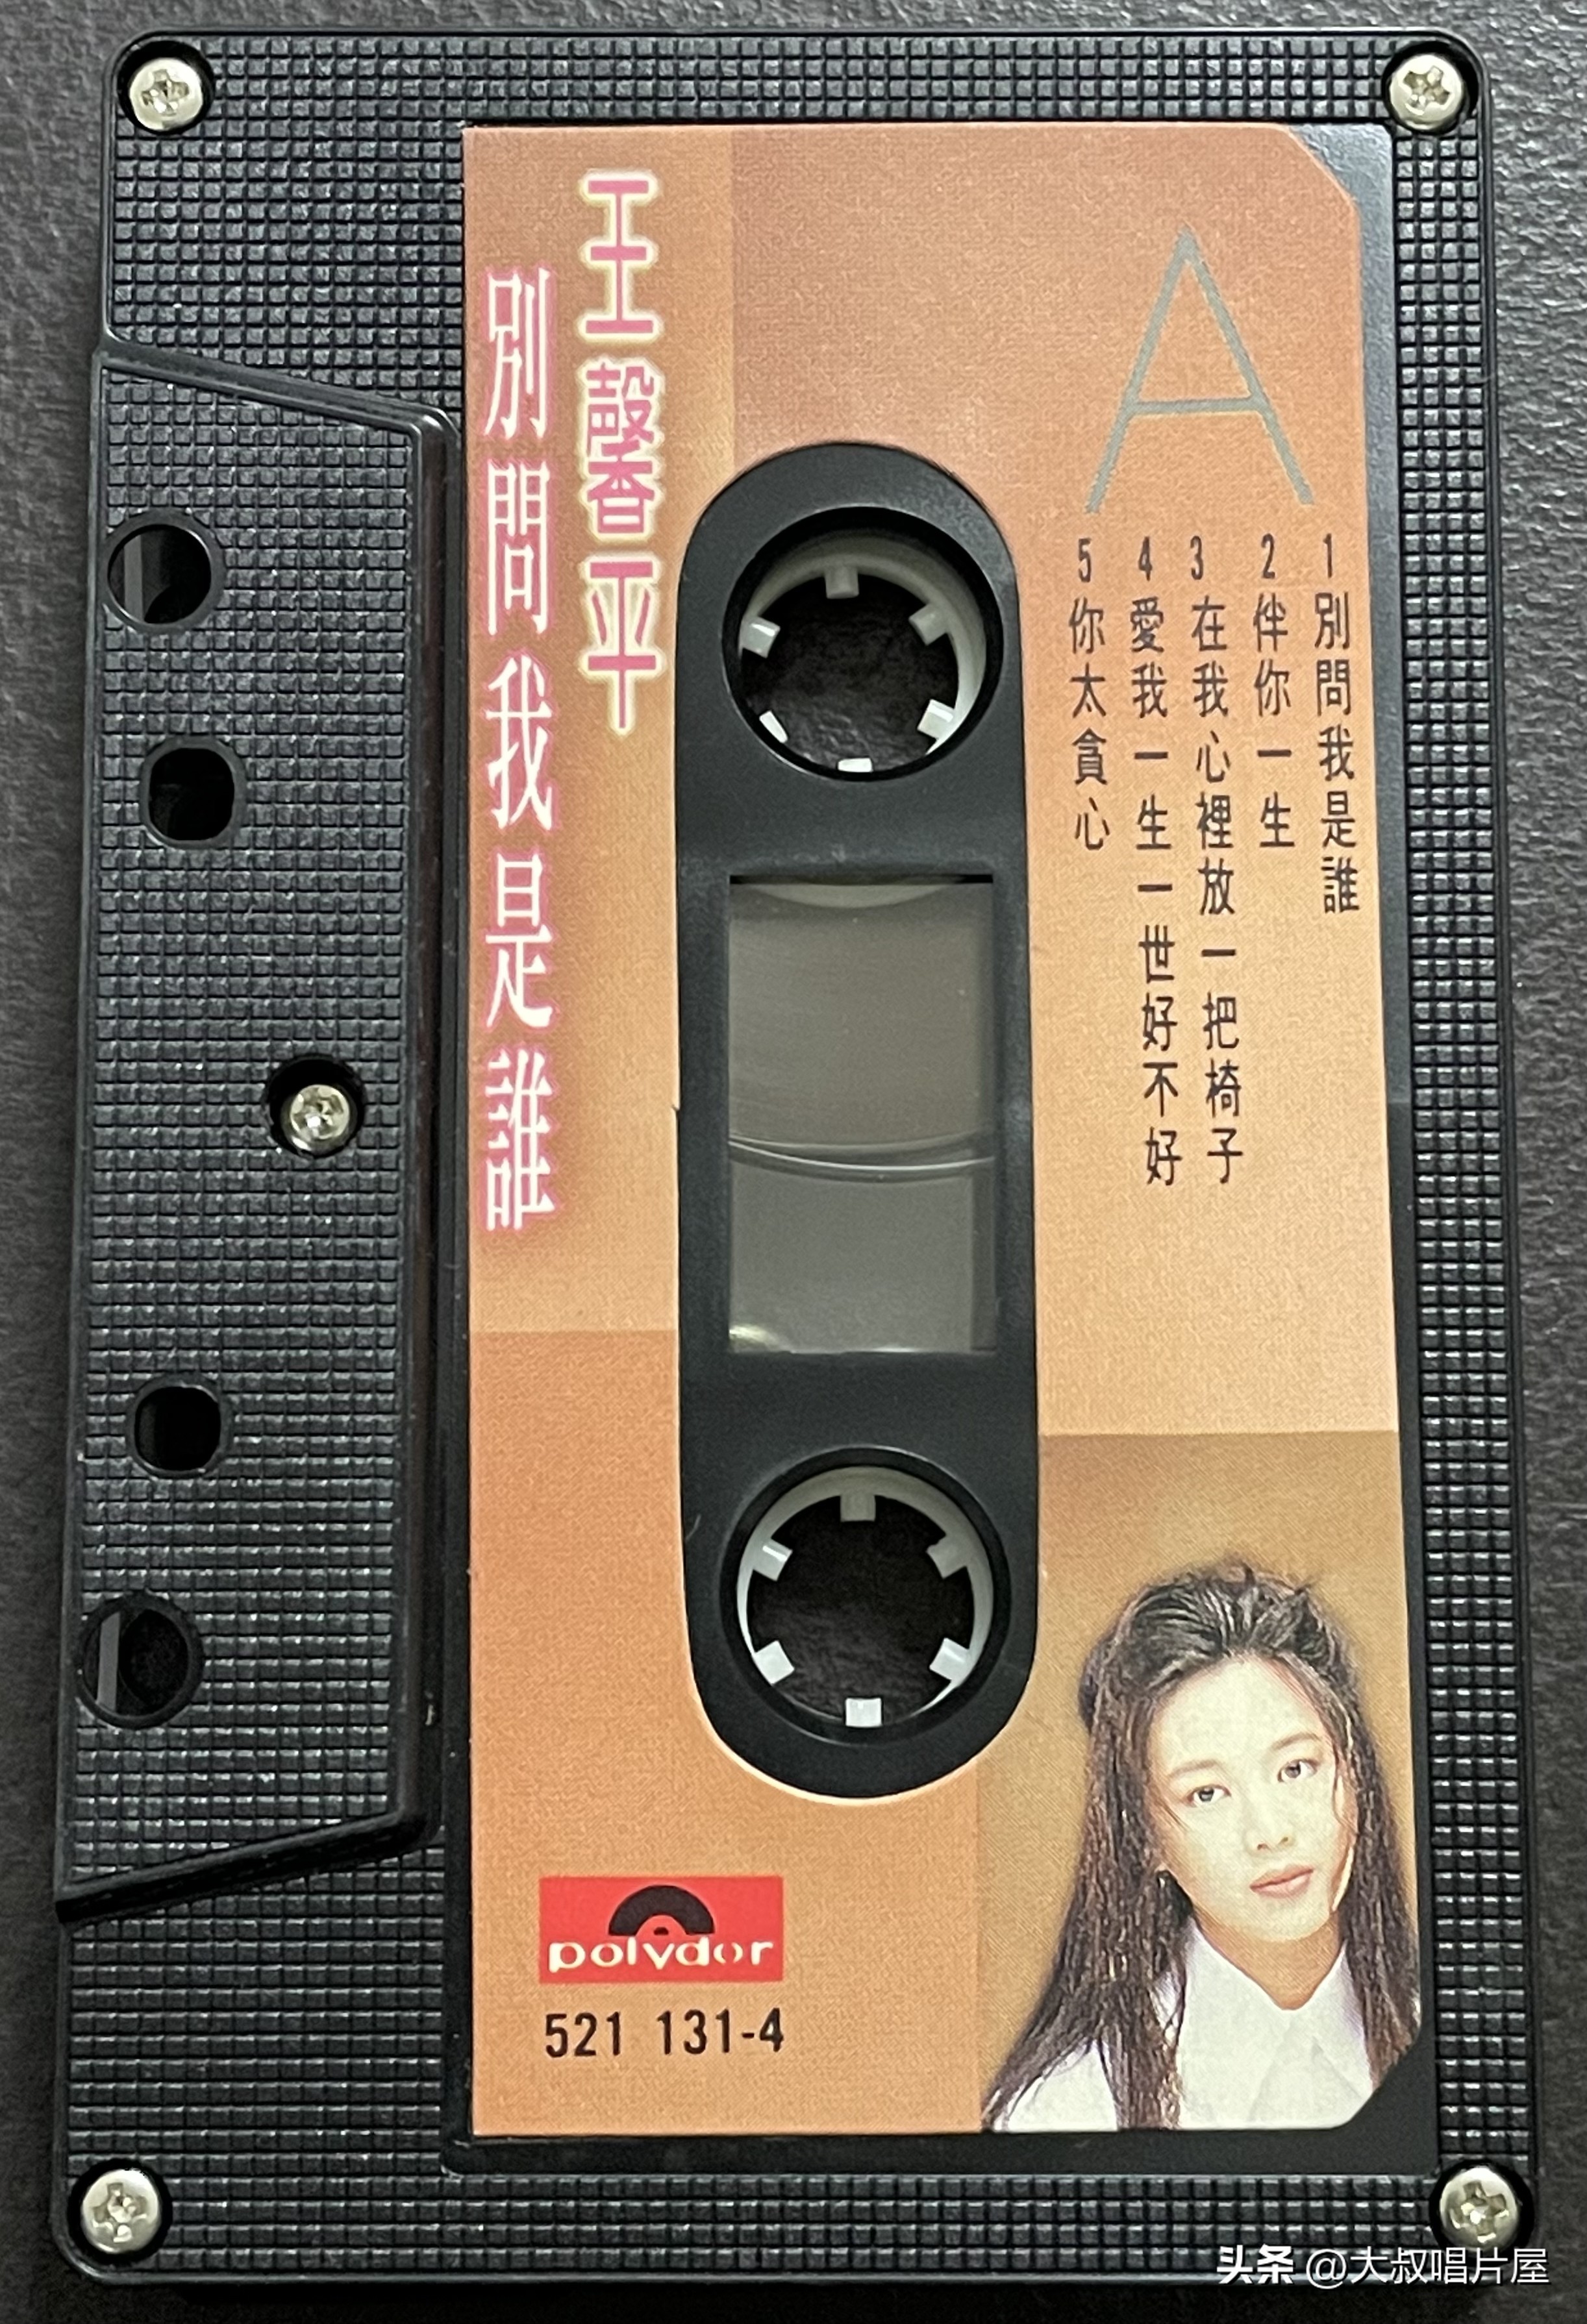 A
1 別問我是誰
2 伴你一生
3 在我心裡放一把椅子
4 愛我一生一世好不好
5 你太貪心
王馨平
別問我是誰
polydor
521 131-4
头条 @大叔唱片屋